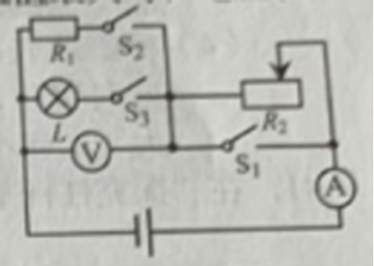 R₁ S₂
L S₃
R₂
V S₁
A